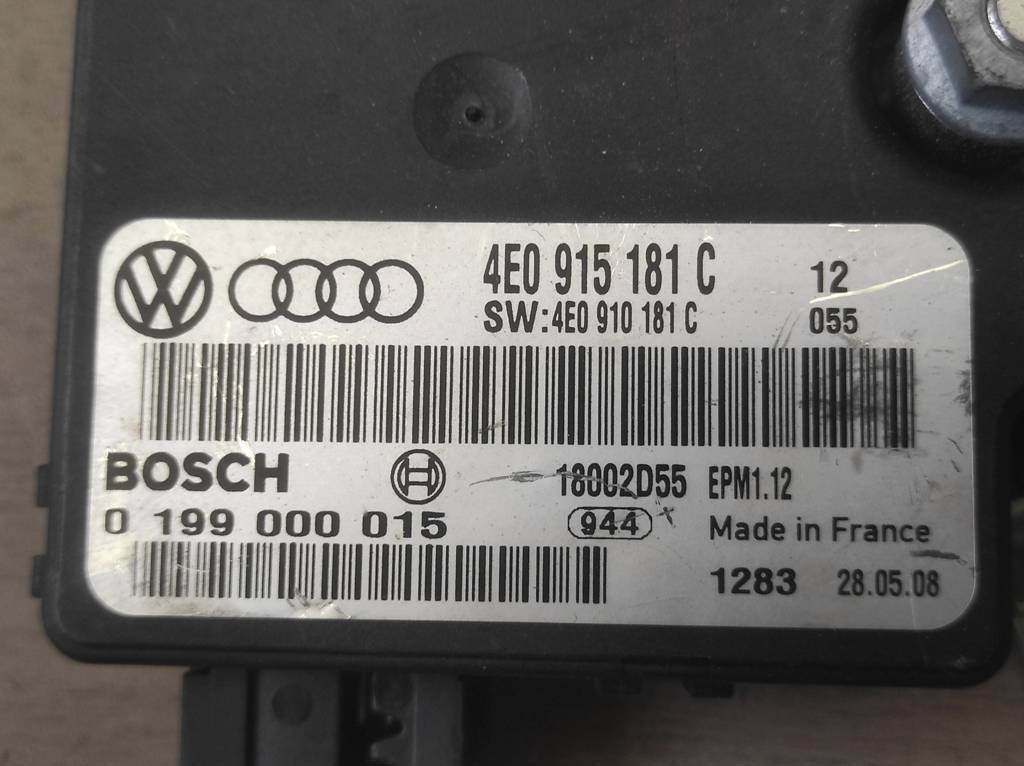 4E0 915 181 C 12
SW:4E0 910 181 C 055
BOSCH 18002D55 EPM1.12
0 199 000 015 944 Made in France
1283 28.05.08